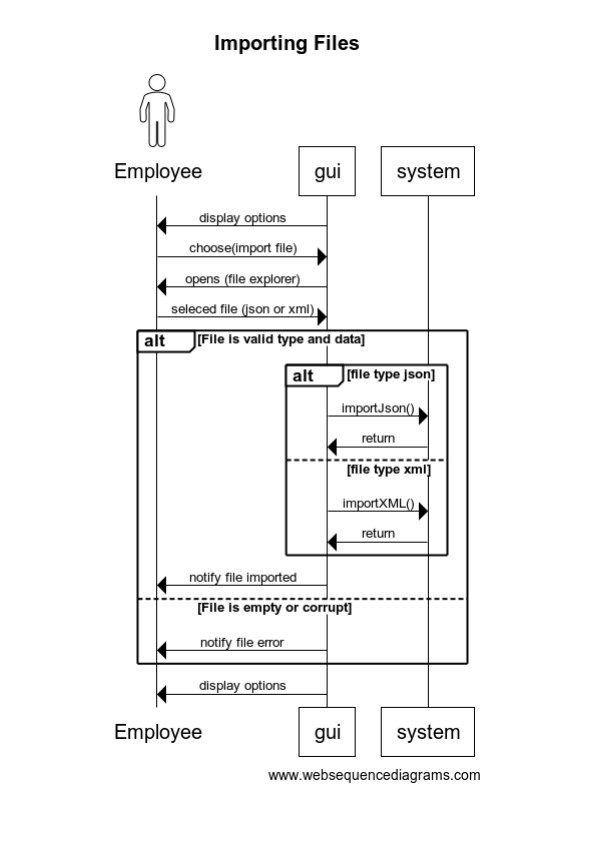 Importing Files
Employee
gui
system
display options
choose(import file)
opens (file explorer)
seleced file (json or xml)
alt
[File is valid type and data]
alt
[file type json]
importJson()
return
[file type xml]
importXML()
return
notify file imported
[File is empty or corrupt]
notify file error
display options
Employee
gui
system
www.websequencediagrams.com